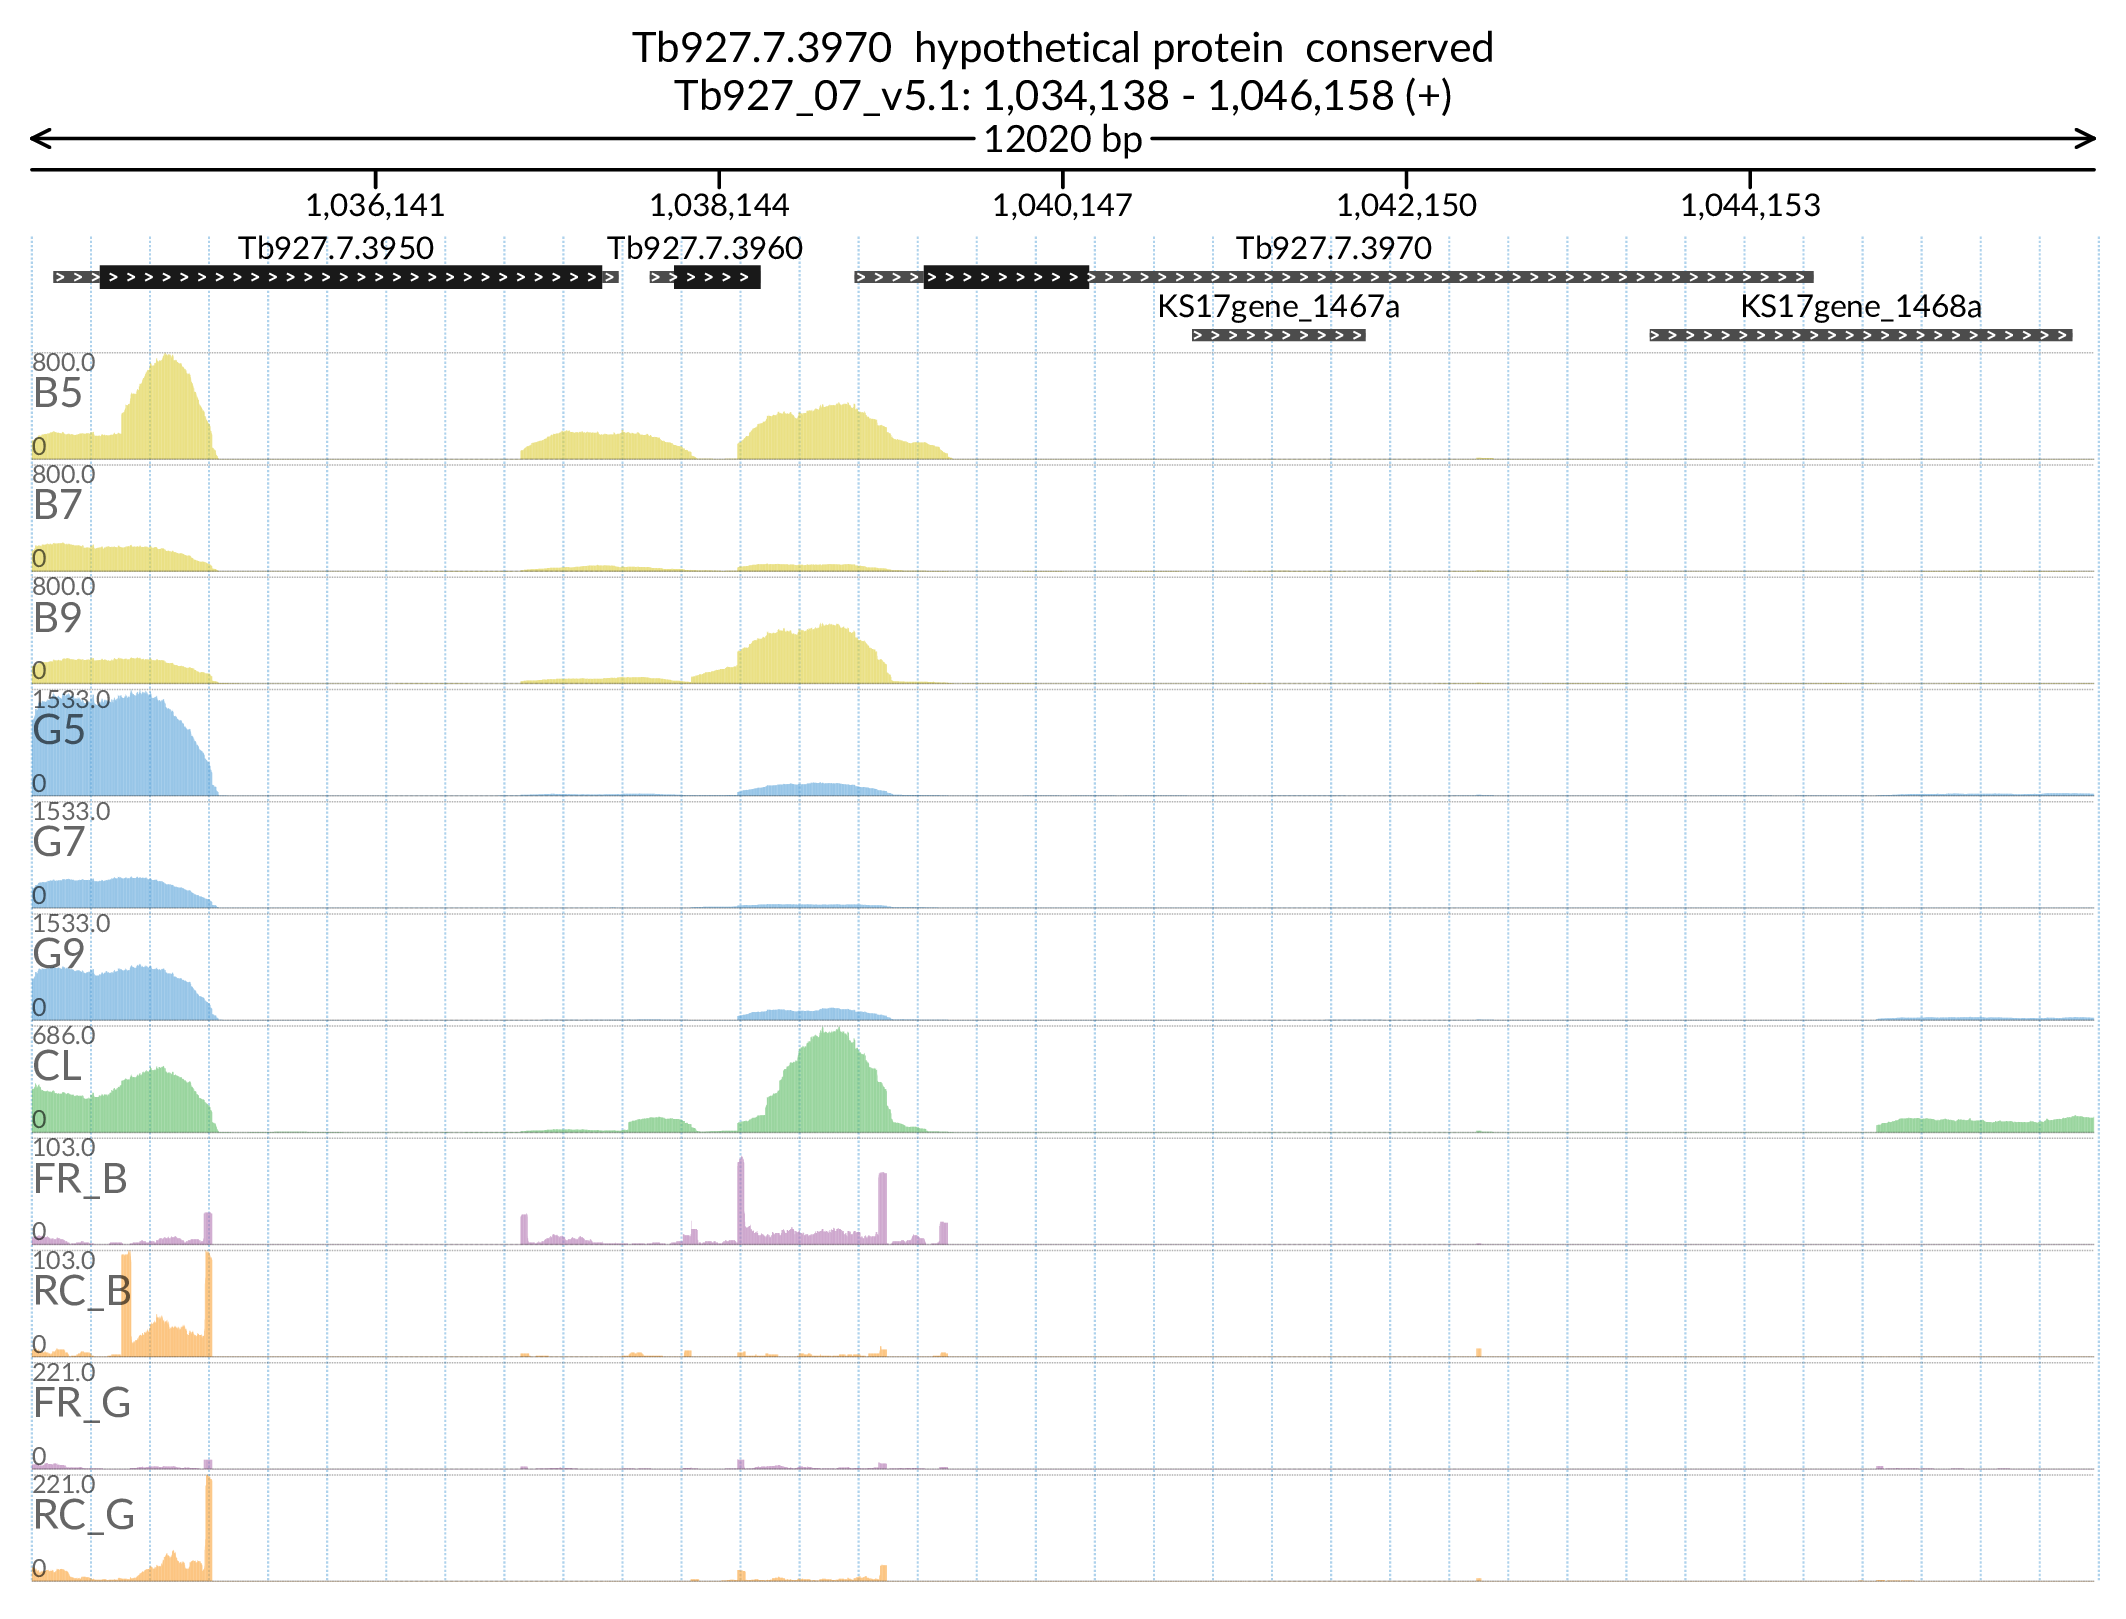 Tb927.7.3970 hypothetical protein conserved
Tb927_07_v5.1: 1,034,138 - 1,046,158 (+)
12020 bp
1,036,141 1,038,144 1,040,147 1,042,150 1,044,153
Tb927.7.3950 Tb927.7.3960 Tb927.7.3970
KS17gene_1467a KS17gene_1468a
800.0
B5
0
800.0
B7
0
800.0
B9
0
1533.0
G5
0
1533.0
G7
0
1533.0
G9
0
686.0
CL
0
103.0
FR_B
0
103.0
RC_B
0
221.0
FR_G
0
221.0
RC_G
0